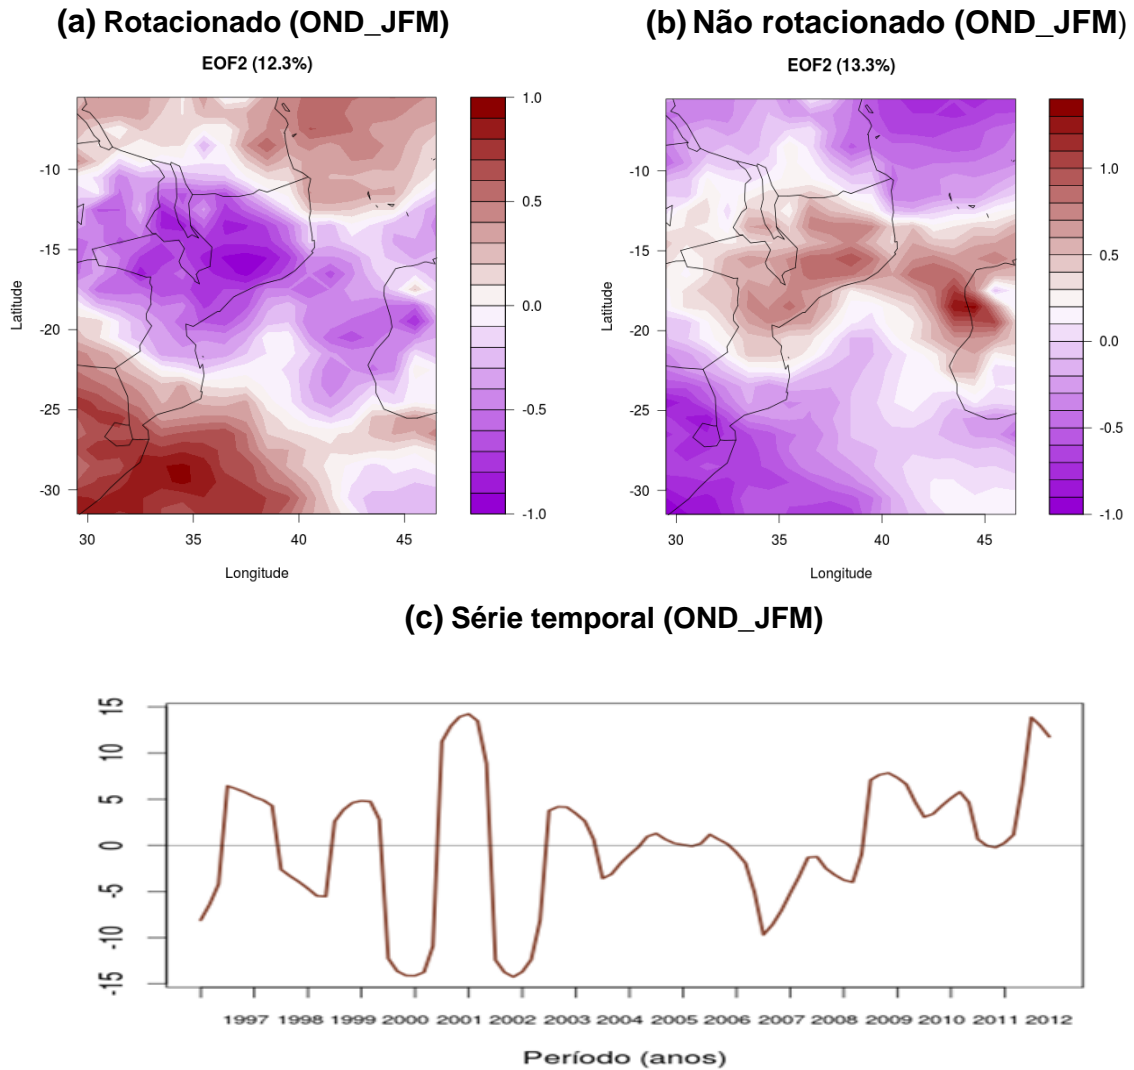 (a) Rotacionado (OND_JFM)
(b) Não rotacionado (OND_JFM)
EOF2 (12.3%)
EOF2 (13.3%)
Latitude
-10
-15
-20
-25
-30
30 35 40 45
Longitude
1.0
0.5
0.0
-0.5
-1.0
Latitude
-10
-15
-20
-25
-30
30 35 40 45
Longitude
1.0
0.5
0.0
-0.5
-1.0
(c) Série temporal (OND_JFM)
15
10
5
0
-5
-10
-15
1997 1998 1999 2000 2001 2002 2003 2004 2005 2006 2007 2008 2009 2010 2011 2012
Período (anos)